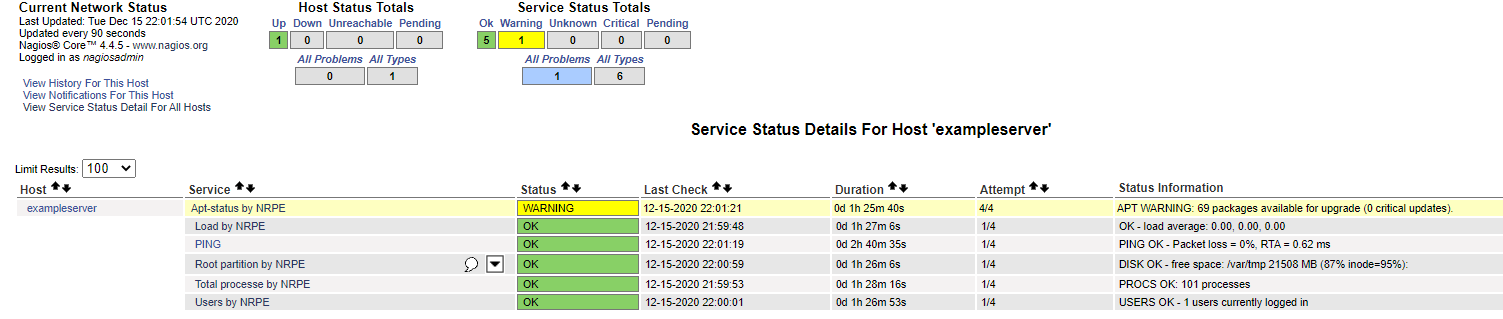 Current Network Status
Last Updated: Tue Dec 15 22:01:54 UTC 2020
Updated every 90 seconds
Nagios® Core™ 4.4.5 - www.nagios.org
Logged in as nagiosadmin
View History For This Host
View Notifications For This Host
View Service Status Detail For All Hosts
Host Status Totals
Up Down Unreachable Pending
1 0 0 0
All Problems All Types
0 1
Service Status Totals
Ok Warning Unknown Critical Pending
5 1 0 0 0
All Problems All Types
1 6
Service Status Details For Host 'exampleserver'
Limit Results: 100
Host Service Status Last Check Duration Attempt Status Information
exampleserver Apt-status by NRPE WARNING 12-15-2020 22:01:21 0d 1h 25m 40s 4/4 APT WARNING: 69 packages available for upgrade (0 critical updates).
Load by NRPE OK 12-15-2020 21:59:48 0d 1h 27m 6s 1/4 OK - load average: 0.00, 0.00, 0.00
PING OK 12-15-2020 22:01:19 0d 2h 40m 35s 1/4 PING OK - Packet loss = 0%, RTA = 0.62 ms
Root partition by NRPE OK 12-15-2020 22:00:59 0d 1h 26m 6s 1/4 DISK OK - free space: /var/tmp 21508 MB (87% inode=95%):
Total processe by NRPE OK 12-15-2020 21:59:53 0d 1h 28m 16s 1/4 PROCS OK: 101 processes
Users by NRPE OK 12-15-2020 22:00:01 0d 1h 26m 53s 1/4 USERS OK - 1 users currently logged in